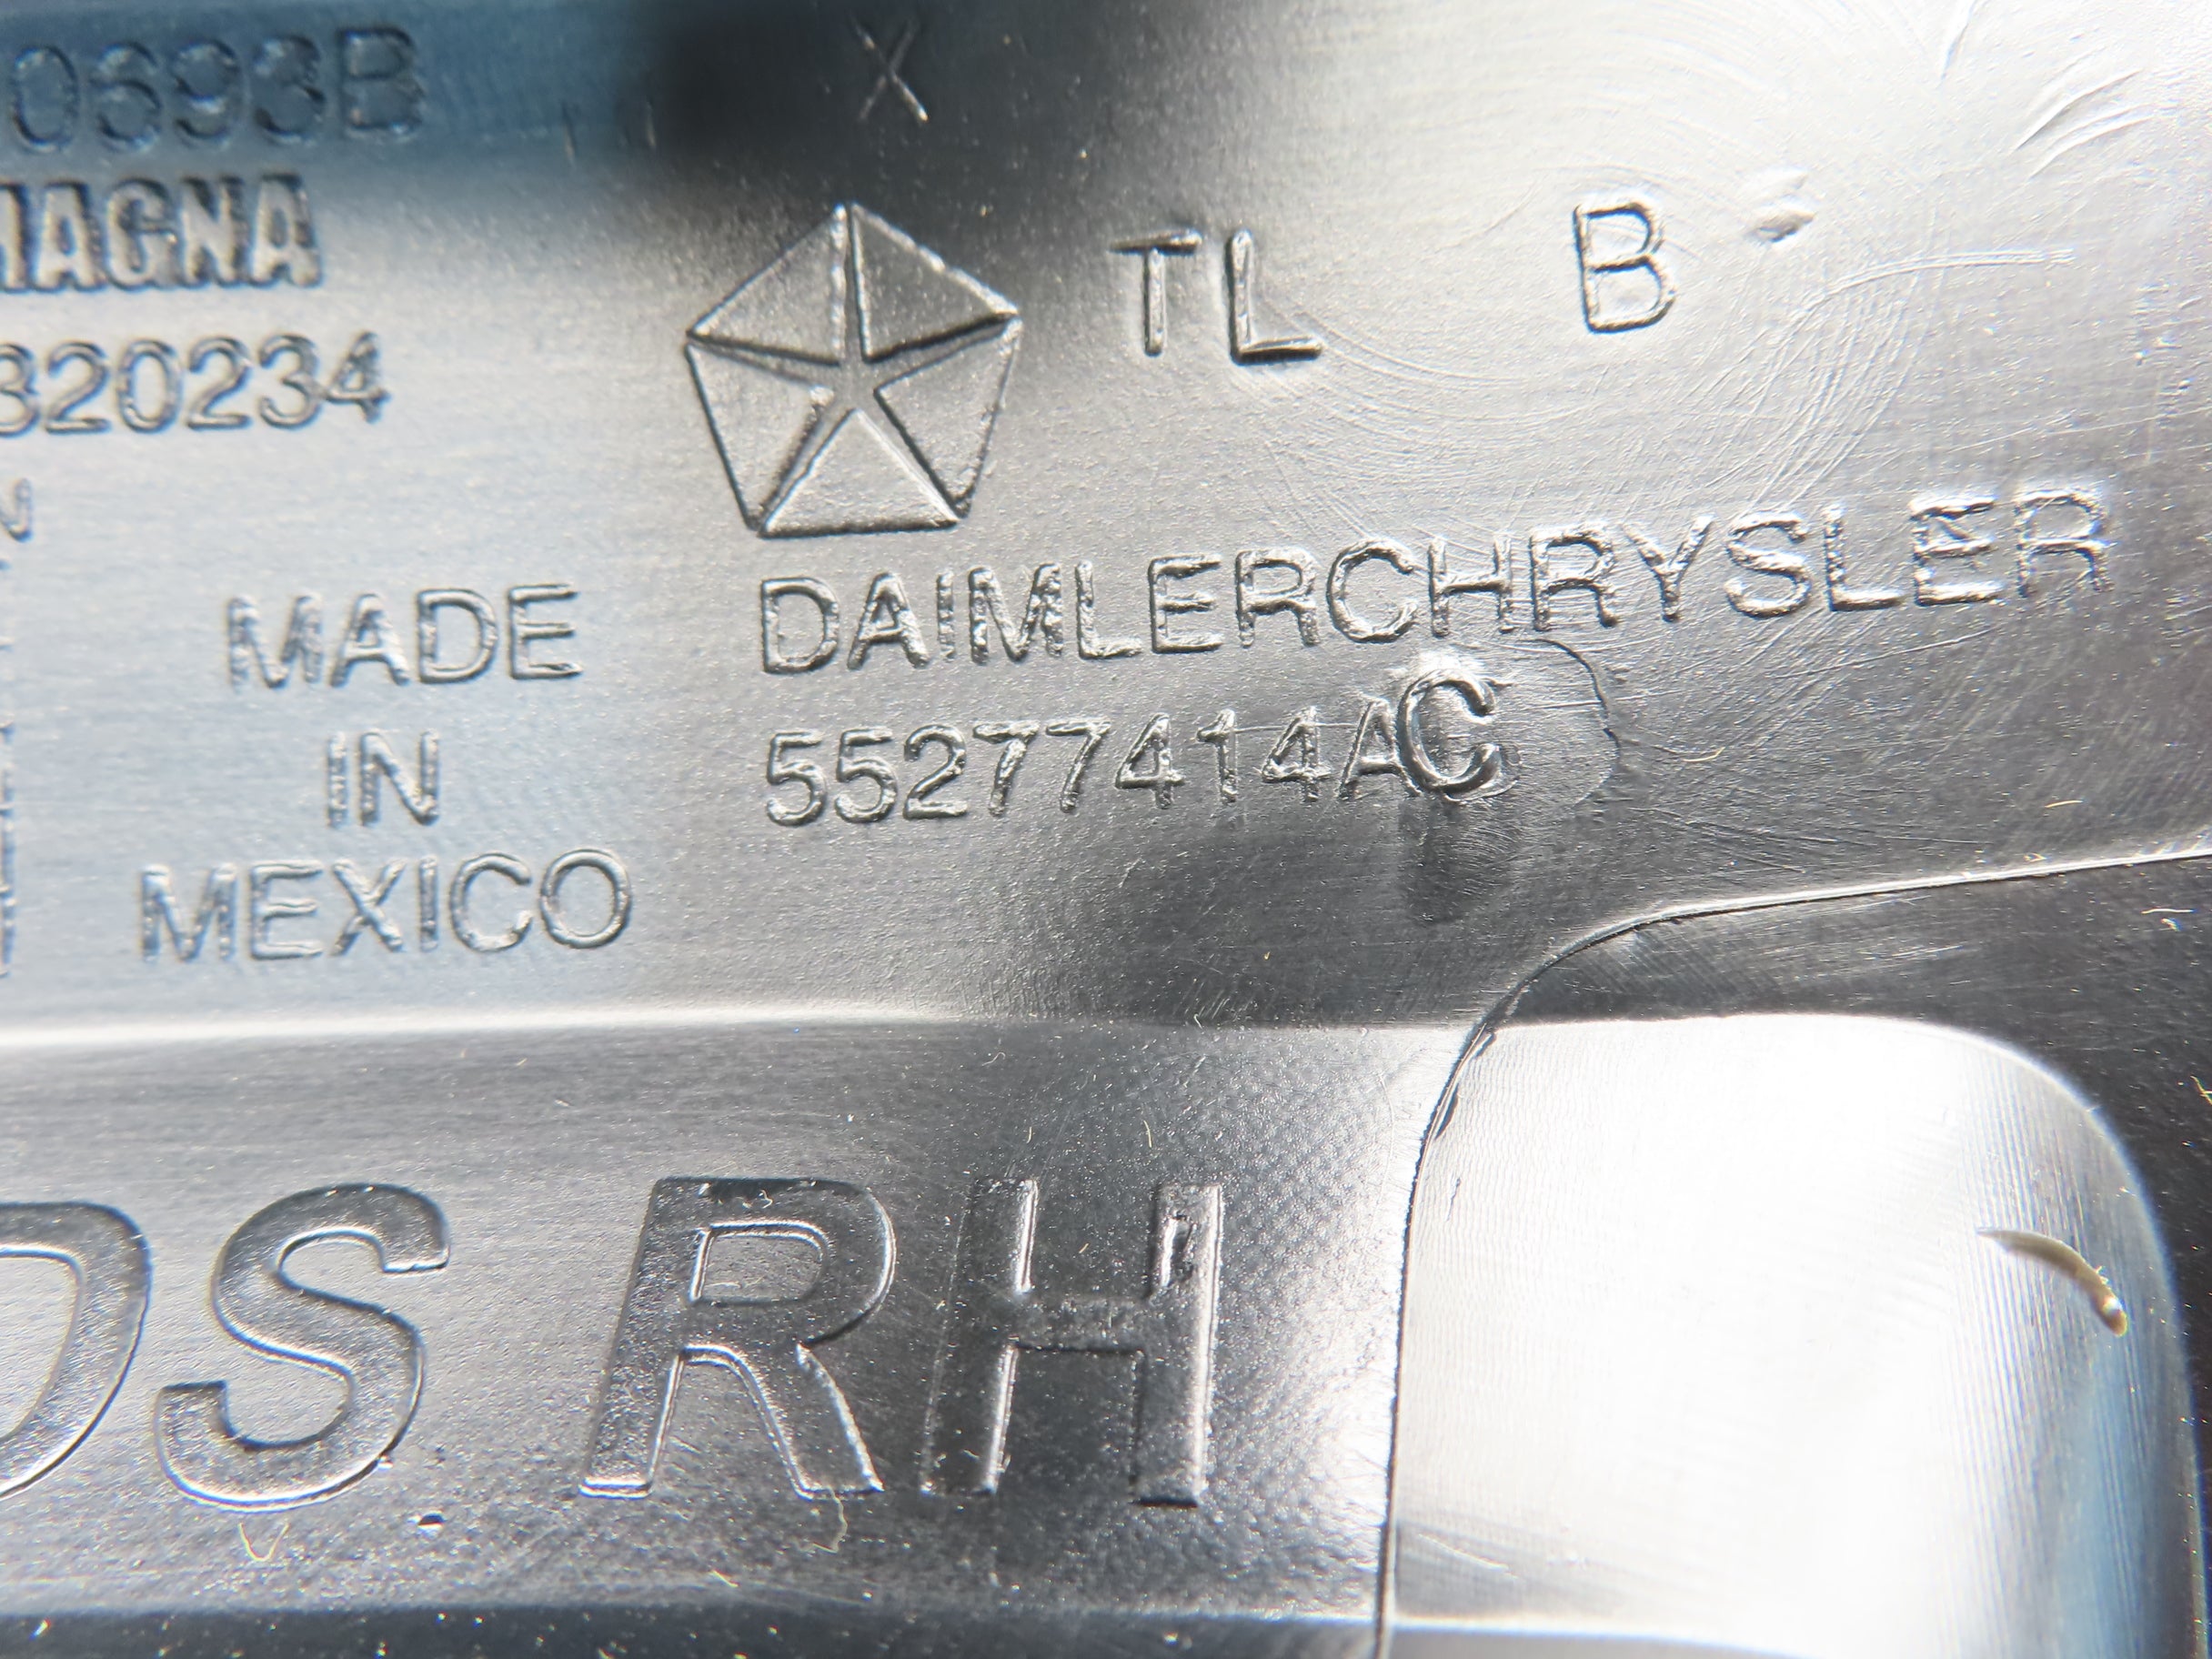 0693B
X
MAGNA
TL B
320234
N
MADE
IN
MEXICO
DAIMLERCHRYSLER
55277414AC
DS RH